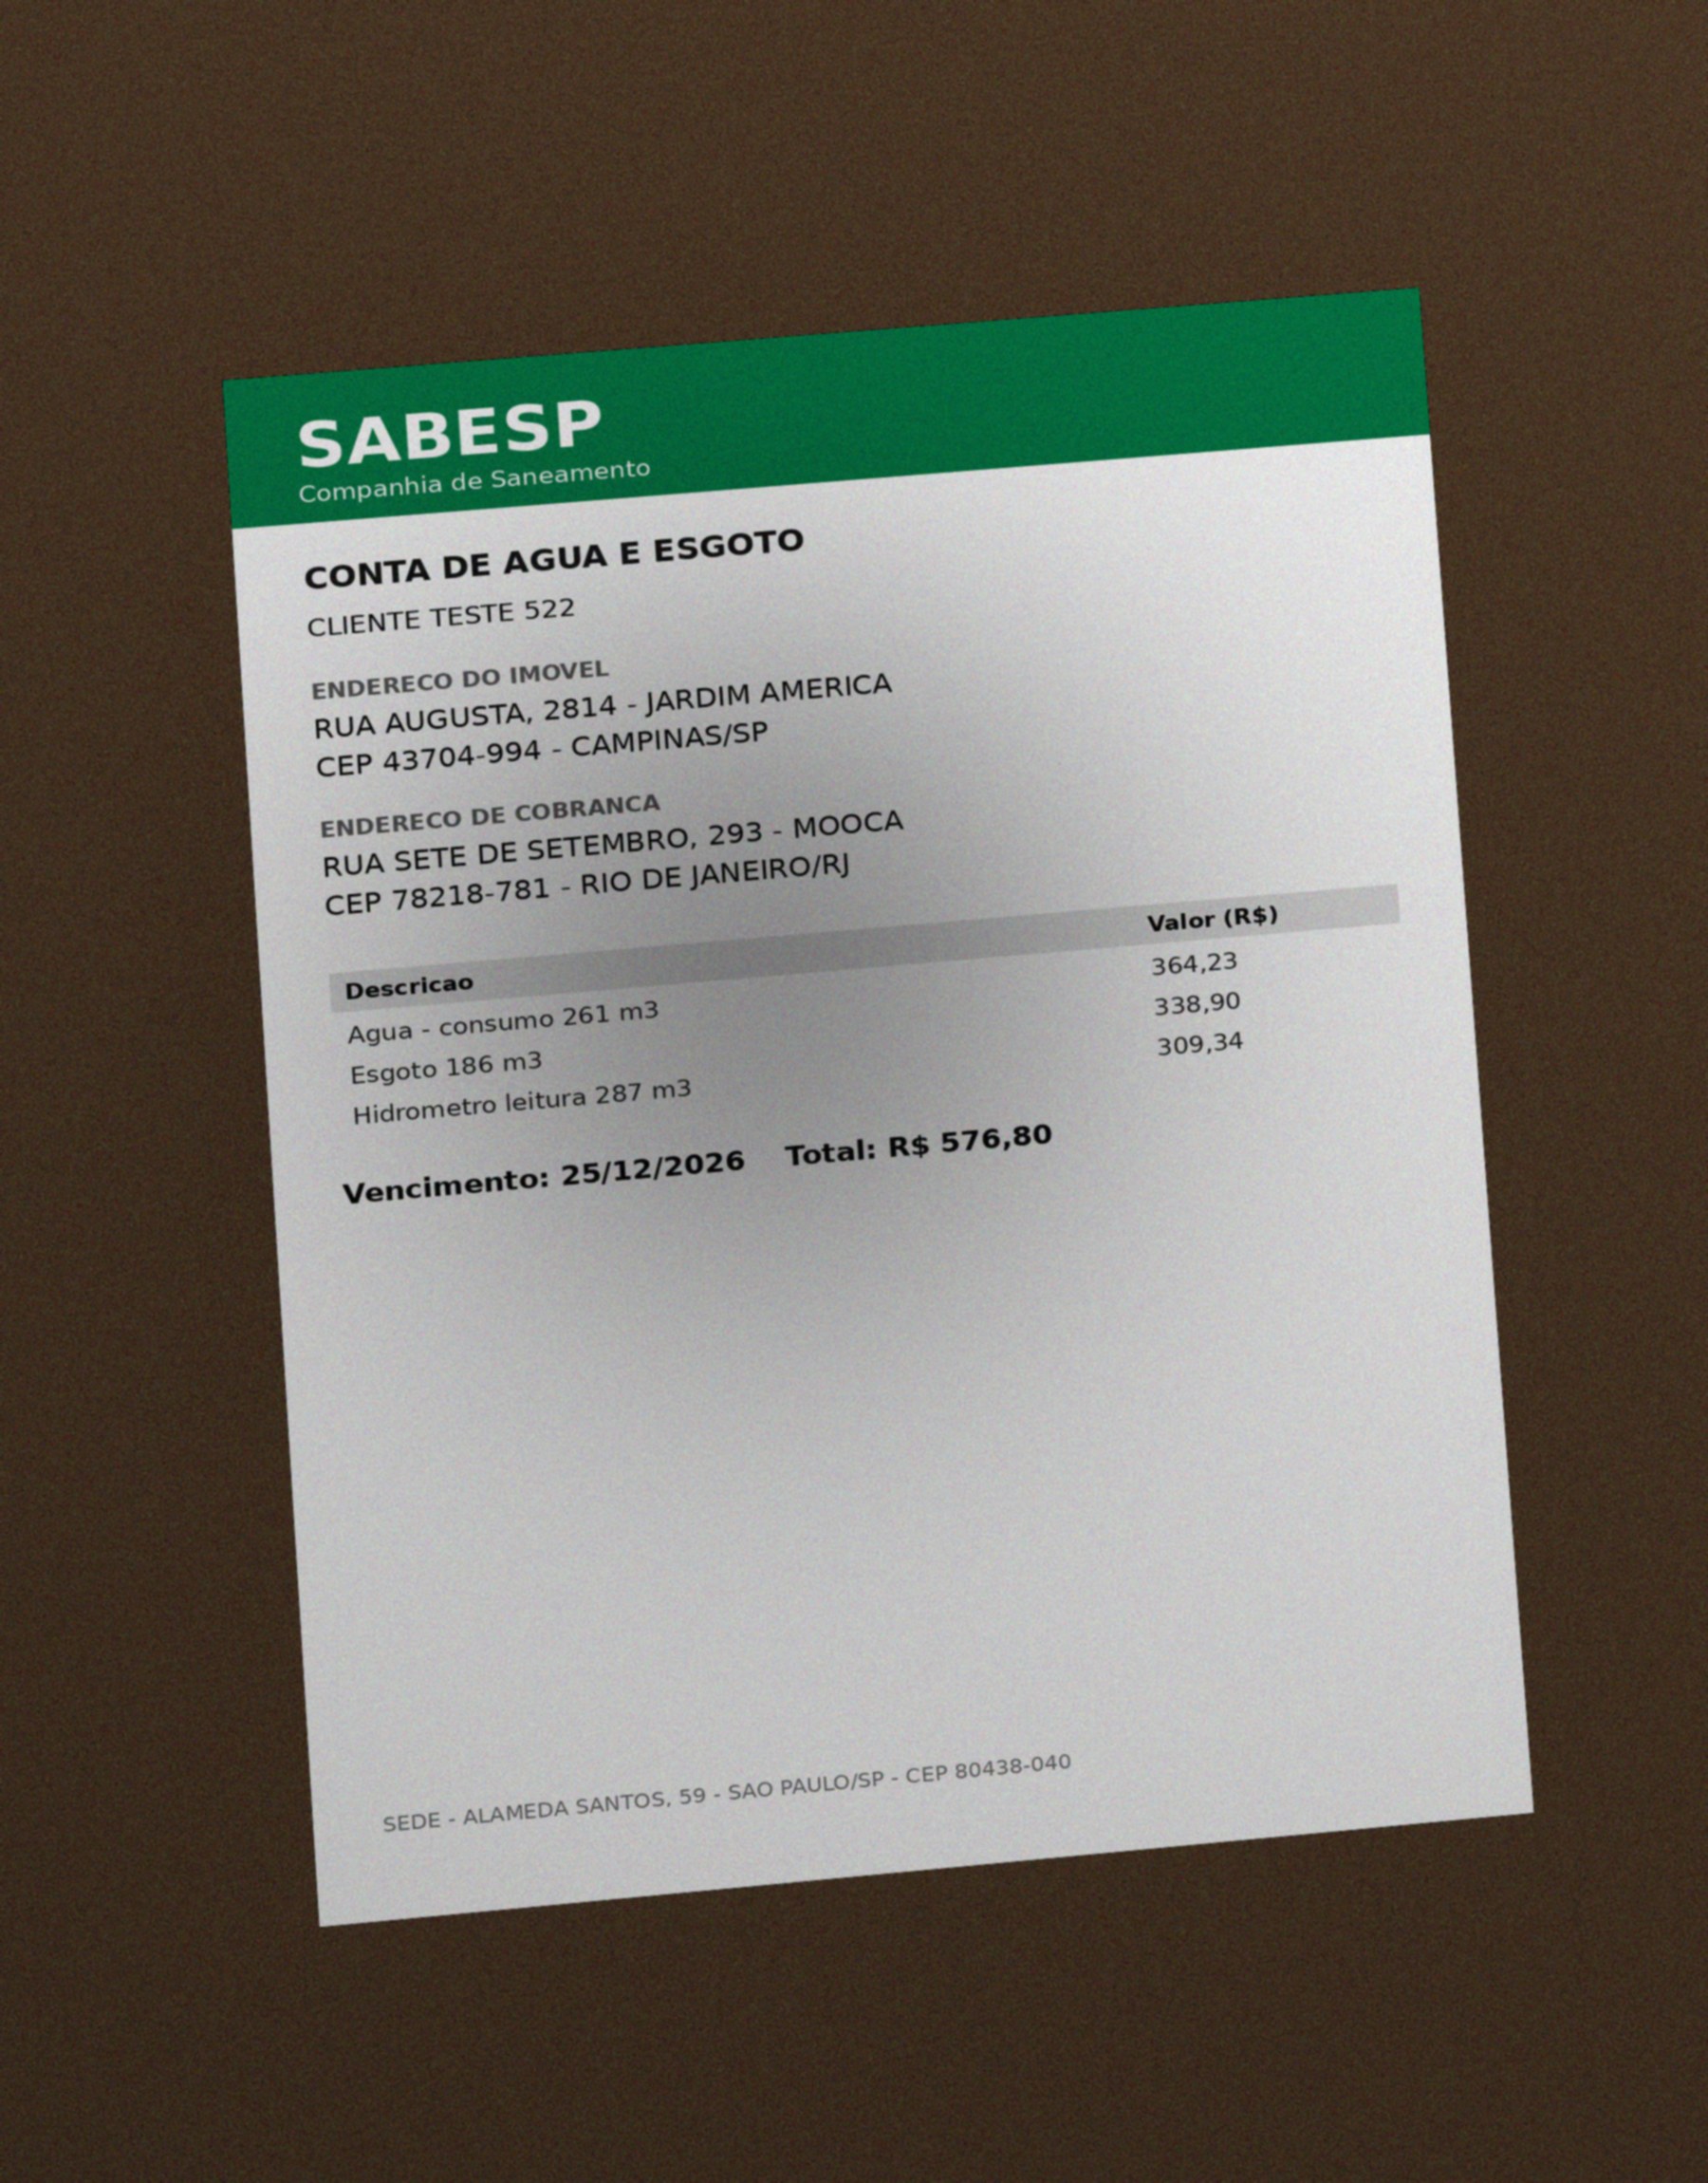 SABESP
Companhia de Saneamento
CONTA DE AGUA E ESGOTO
CLIENTE TESTE 522
ENDERECO DO IMOVEL
RUA AUGUSTA, 2814 - JARDIM AMERICA
CEP 43704-994 - CAMPINAS/SP
ENDERECO DE COBRANCA
RUA SETE DE SETEMBRO, 293 - MOOCA
CEP 78218-781 - RIO DE JANEIRO/RJ
Descricao Valor (R$)
Agua - consumo 261 m3 364,23
Esgoto 186 m3 338,90
Hidrometro leitura 287 m3 309,34
Vencimento: 25/12/2026 Total: R$ 576,80
SEDE - ALAMEDA SANTOS, 59 - SAO PAULO/SP - CEP 80438-040